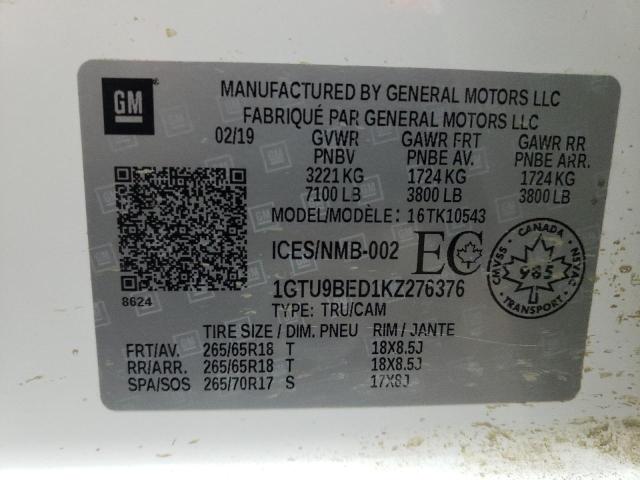 GM
MANUFACTURED BY GENERAL MOTORS LLC
FABRIQUÉ PAR GENERAL MOTORS LLC
02/19 GVWR GAWR FRT GAWR RR
PNBV PNBE AV. PNBE ARR.
3221 KG 1724 KG 1724 KG
7100 LB 3800 LB 3800 LB
MODEL/MODÈLE: 16TK10543
ICES/NMB-002 EC
CANADA
CMVSS 985 NSVAC
TRANSPORT
8624
1GTU9BED1KZ276376
TYPE: TRU/CAM
TIRE SIZE / DIM. PNEU RIM / JANTE
FRT/AV. 265/65R18 T 18X8.5J
RR/ARR. 265/65R18 T 18X8.5J
SPA/SOS 265/70R17 S 17X8J